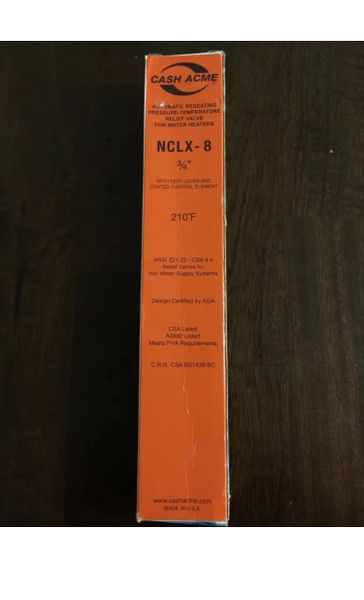 CASH ACME
AUTOMATIC RESEATING
PRESSURE-TEMPERATURE
RELIEF VALVE
FOR WATER HEATERS
NCLX-8
¾"
WITH TEST LEVER AND
COATED THERMAL ELEMENT
210°F
ANSI Z21.22 - CSA 4.4
Relief Valves for
Hot Water Supply Systems
Design Certified by AGA
CSA Listed
ASME Listed
Meets FHA Requirements
C.R.N. CSA
www.cashacme.com
MADE IN U.S.A.